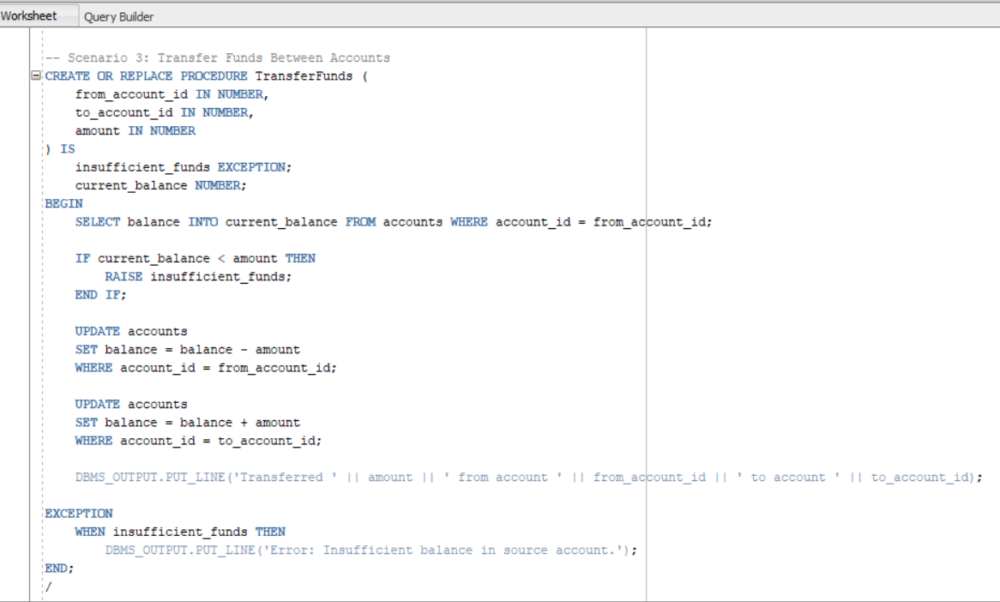 Worksheet Query Builder
-- Scenario 3: Transfer Funds Between Accounts
CREATE OR REPLACE PROCEDURE TransferFunds (
    from_account_id IN NUMBER,
    to_account_id IN NUMBER,
    amount IN NUMBER
) IS
    insufficient_funds EXCEPTION;
    current_balance NUMBER;
BEGIN
    SELECT balance INTO current_balance FROM accounts WHERE account_id = from_account_id;
    IF current_balance < amount THEN
        RAISE insufficient_funds;
    END IF;
    UPDATE accounts
    SET balance = balance - amount
    WHERE account_id = from_account_id;
    UPDATE accounts
    SET balance = balance + amount
    WHERE account_id = to_account_id;
    DBMS_OUTPUT.PUT_LINE('Transferred ' || amount || ' from account ' || from_account_id || ' to account ' || to_account_id);
EXCEPTION
    WHEN insufficient_funds THEN
        DBMS_OUTPUT.PUT_LINE('Error: Insufficient balance in source account.');
END;
/